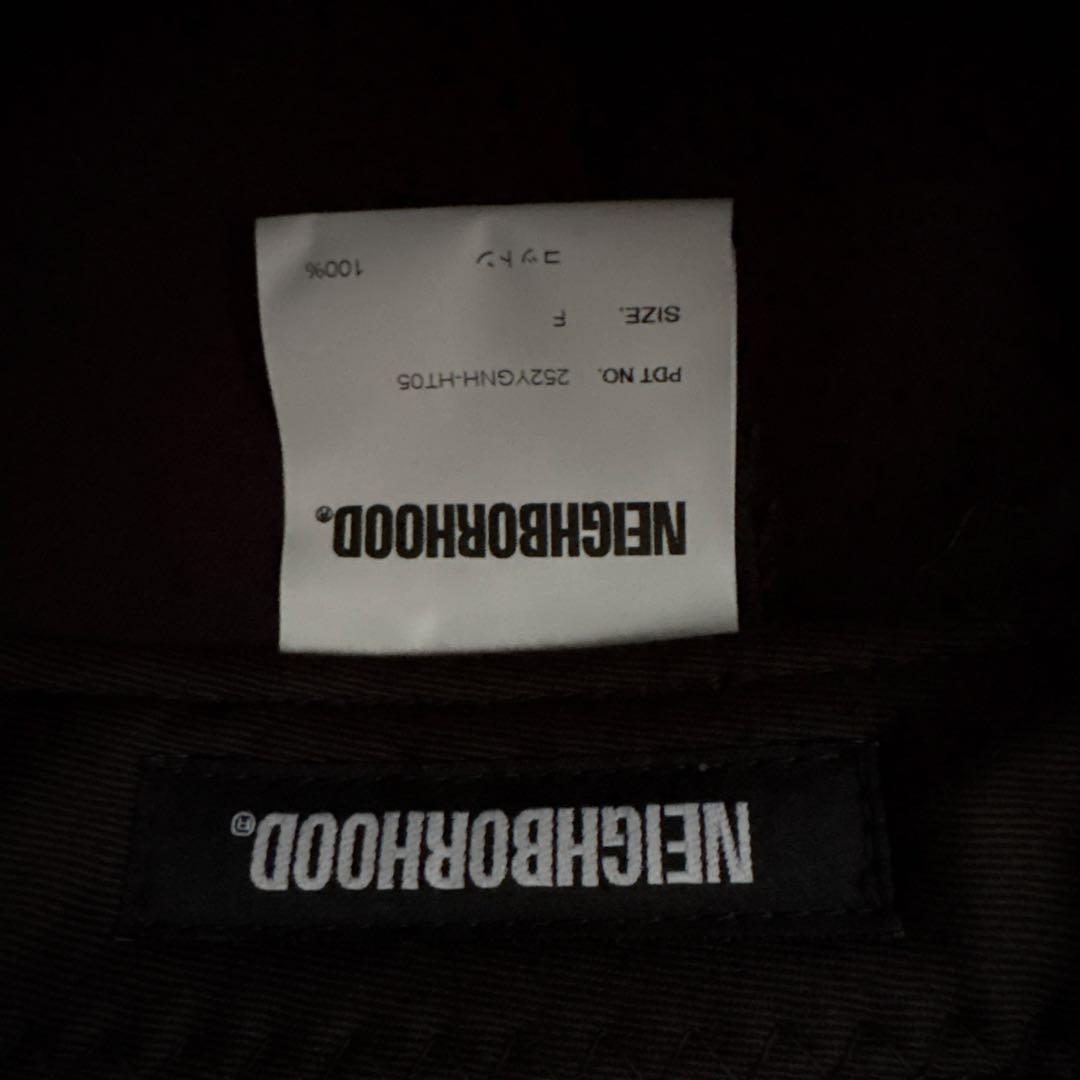 NEIGHBORHOOD®
NEIGHBORHOOD®
PDT NO. 252YGNH-HT05
SIZE. F
コットン 100%